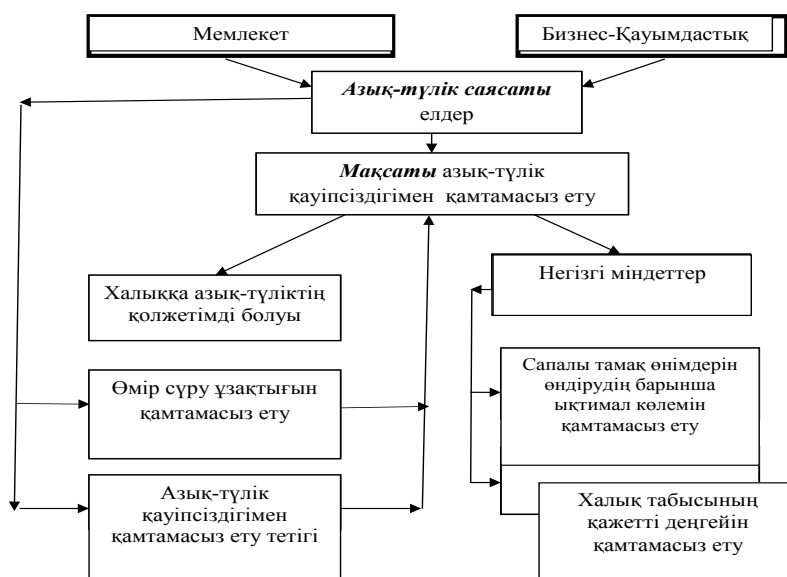 Мемлекет
Бизнес-Қауымдастық
Азық-түлік саясаты
елдер
Мақсаты азық-түлік
қауіпсіздігімен қамтамасыз ету
Халыққа азық-түліктің
қолжетімді болуы
Негізгі міндеттер
Өмір сүру ұзақтығын
қамтамасыз ету
Сапалы тамақ өнімдерін
өндірудің барынша
ықтимал көлемін
қамтамасыз ету
Азық-түлік
қауіпсіздігімен
қамтамасыз ету тетігі
Халық табысының
қажетті деңгейін
қамтамасыз ету